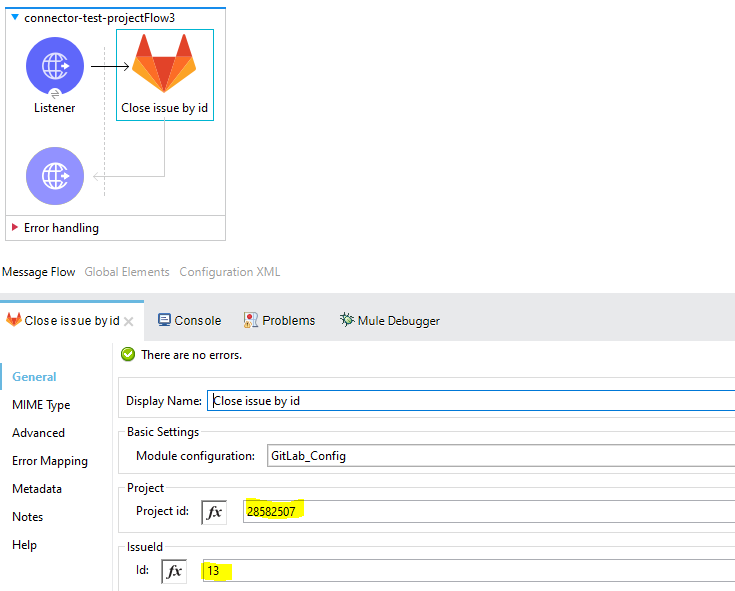 connector-test-projectFlow3
Listener
Close issue by id
Error handling
Message Flow Global Elements Configuration XML
Close issue by id Console Problems Mule Debugger
There are no errors.
General
MIME Type
Advanced
Error Mapping
Metadata
Notes
Help
Display Name: Close issue by id
Basic Settings
Module configuration: GitLab_Config
Project
Project id: fx 28582507
IssueId
Id: fx 13